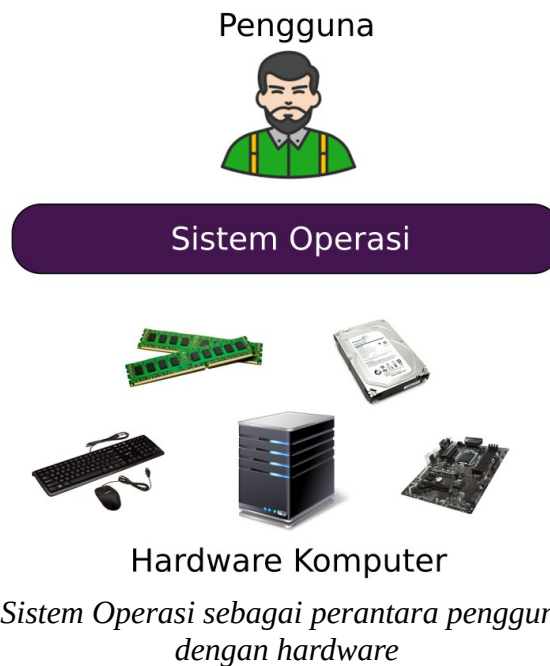 Pengguna
Sistem Operasi
Hardware Komputer
Sistem Operasi sebagai perantara
dengan hardware